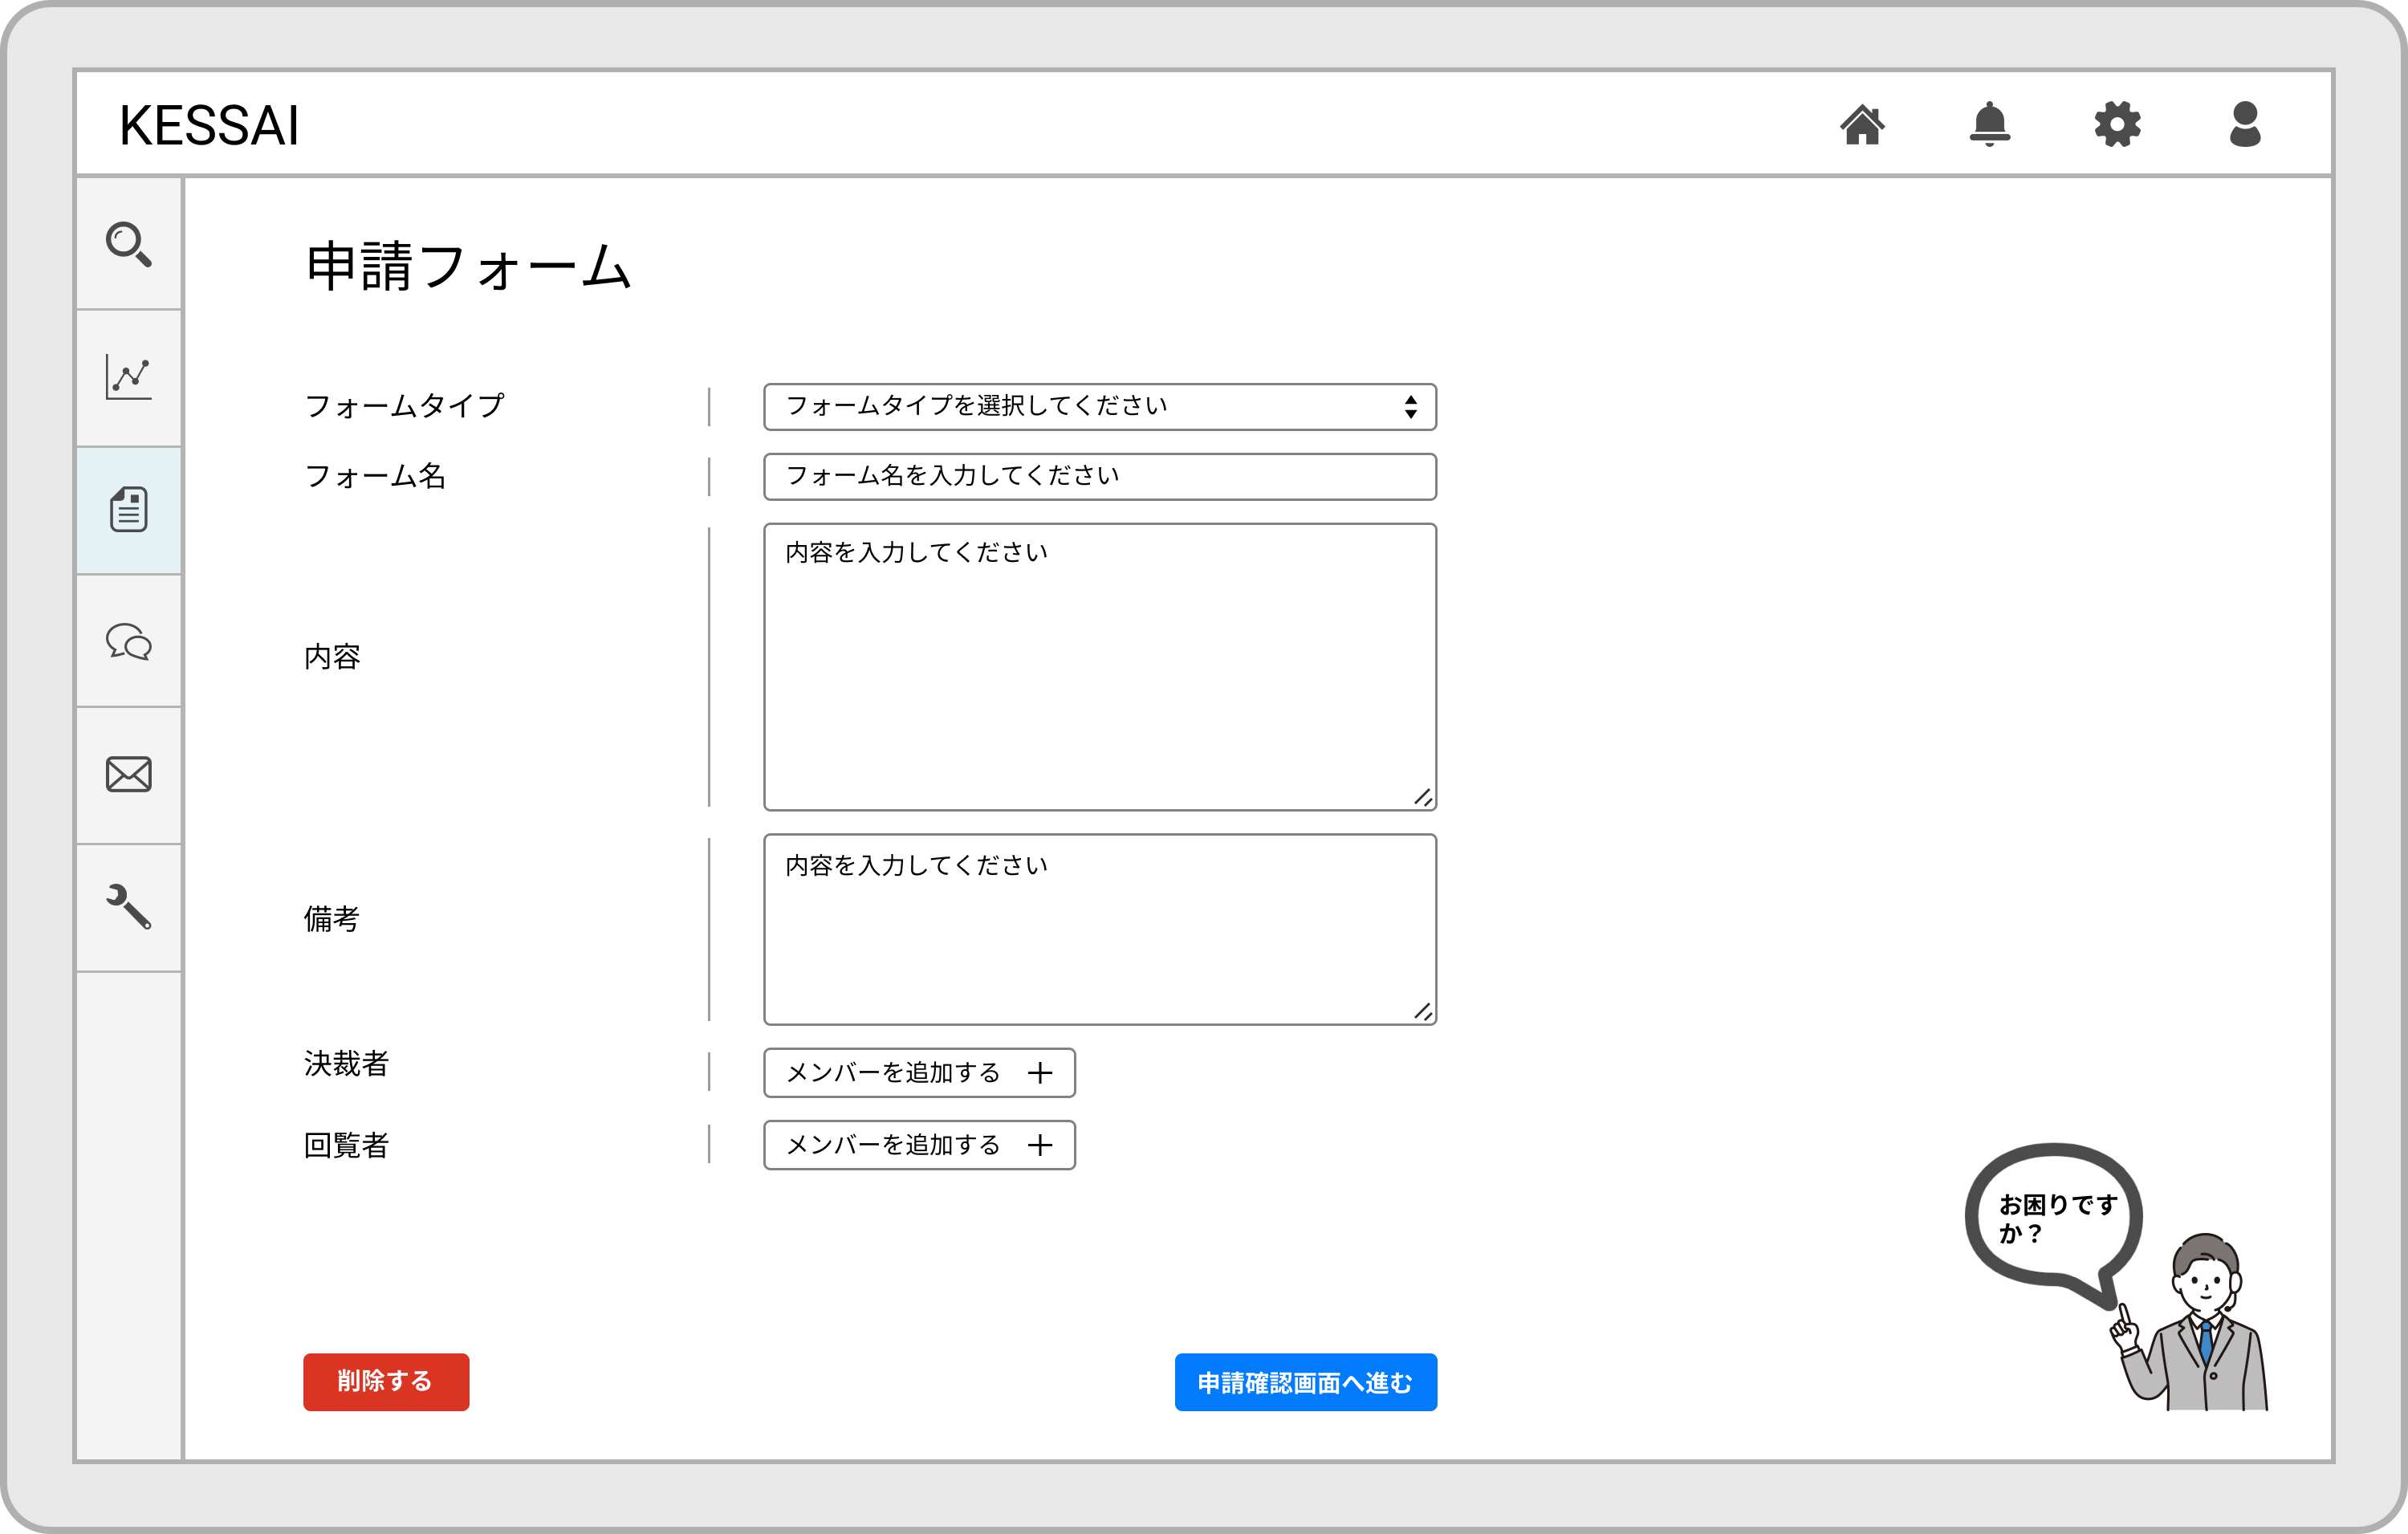 KESSAI
申請フォーム
フォームタイプ
フォームタイプを選択してください
フォーム名
フォーム名を入力してください
内容
内容を入力してください
備考
内容を入力してください
決裁者
メンバーを追加する
回覧者
メンバーを追加する
お困りです
か？
削除する
申請確認画面へ進む